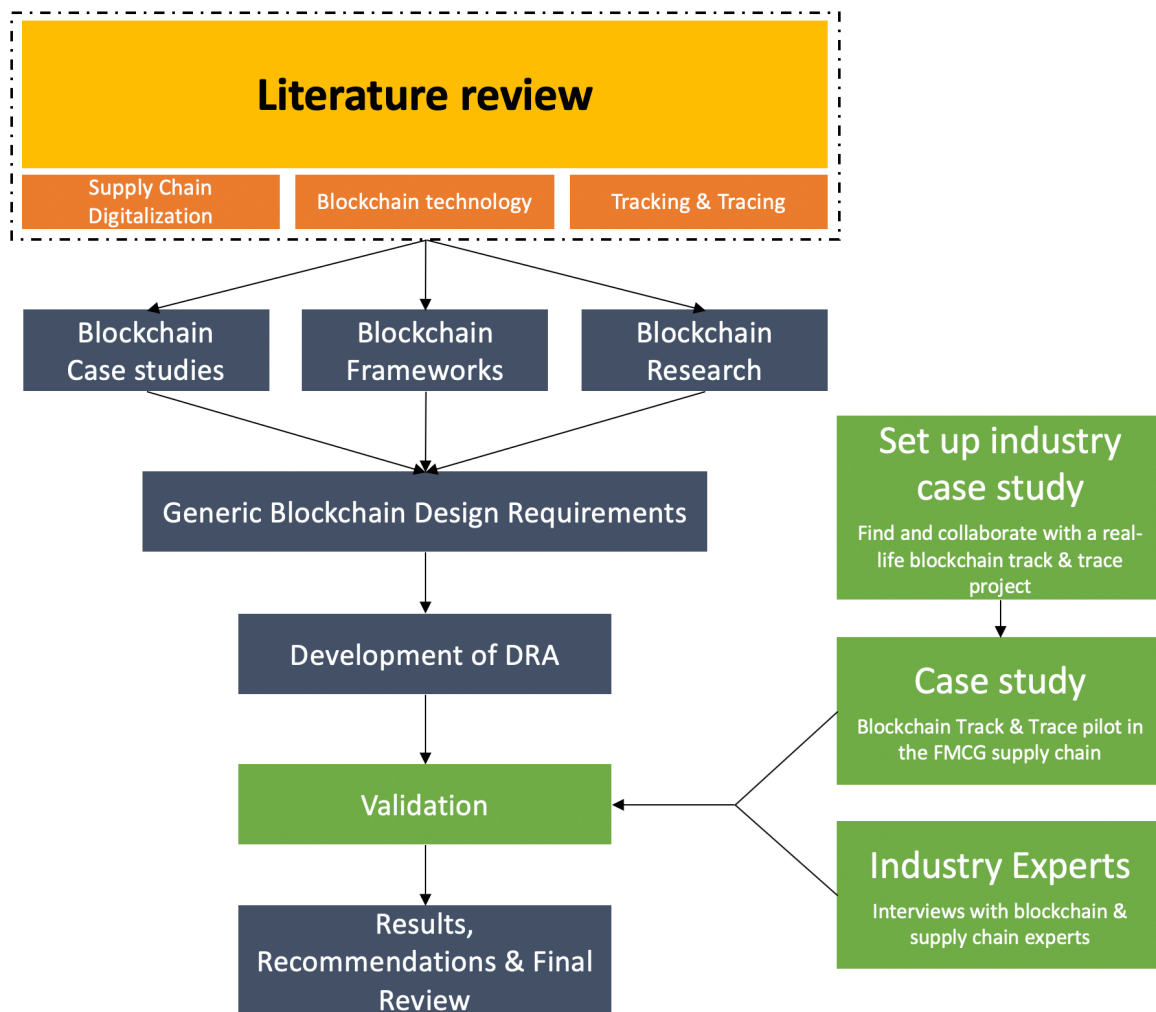 Literature review
Supply Chain
Digitalization
Blockchain technology
Tracking & Tracing
Blockchain
Case studies
Blockchain
Frameworks
Blockchain
Research
Generic Blockchain Design Requirements
Development of DRA
Validation
Results,
Recommendations & Final
Review
Set up industry
case study
Find and collaborate with a real-
life blockchain track & trace
project
Case study
Blockchain Track & Trace pilot in
the FMCG supply chain
Industry Experts
Interviews with blockchain &
supply chain experts